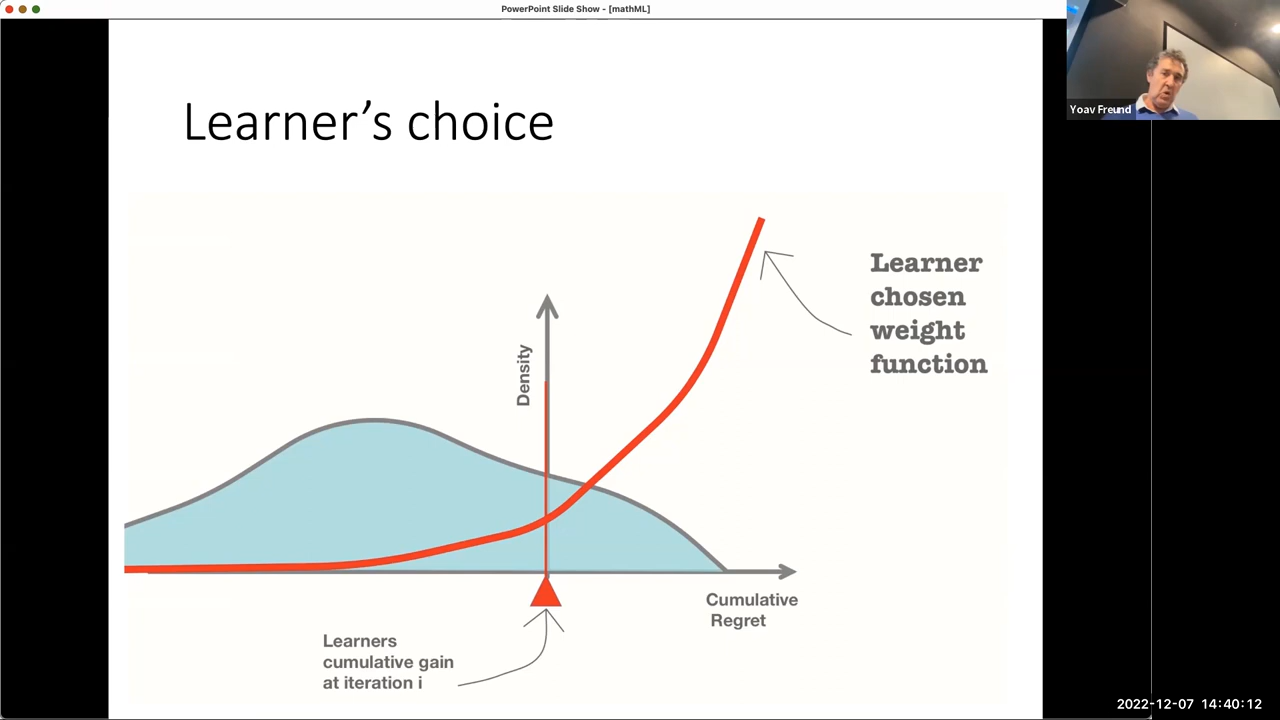 PowerPoint Slide Show - [mathML]
Yoav Freund
Learner’s choice
Learner
chosen
weight
function
Density
Cumulative
Regret
Learners
cumulative gain
at iteration i
2022-12-07 14:40:12